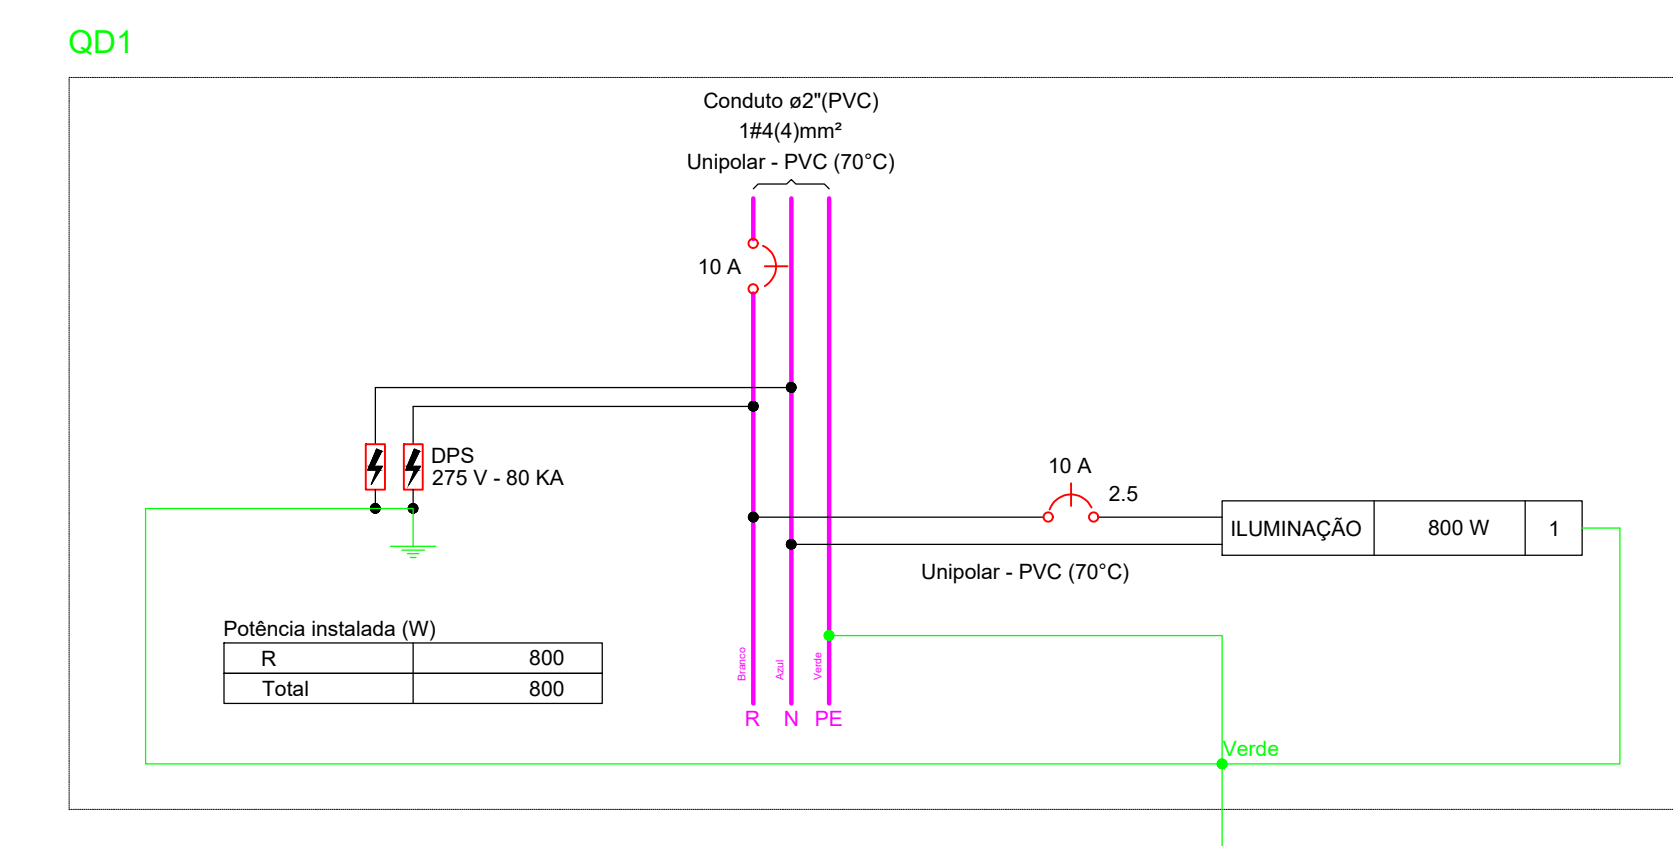 QD1
Conduto ø2"(PVC)
1#4(4)mm²
Unipolar - PVC (70°C)
10 A
DPS
275 V - 80 KA
10 A
2.5
ILUMINAÇÃO 800 W 1
Unipolar - PVC (70°C)
Potência instalada (W)
R 800
Total 800
Branco
Azul
Verde
R N PE
Verde